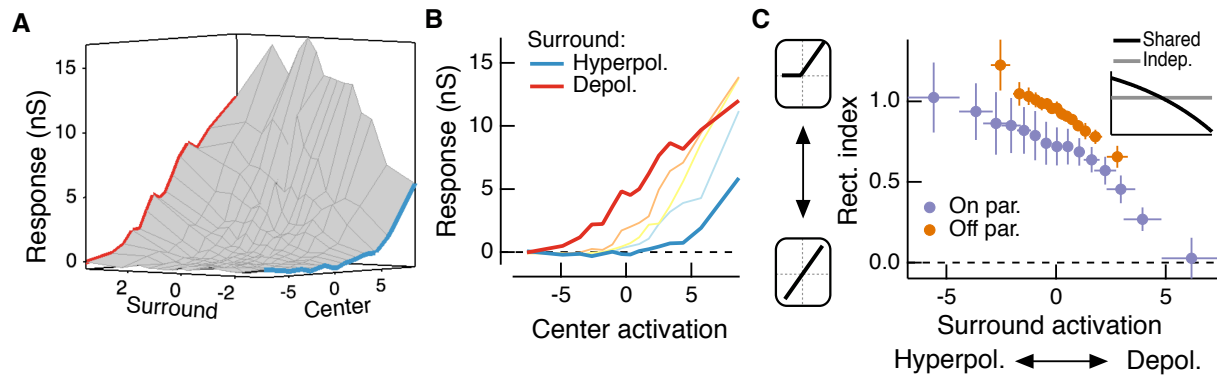 A
Response (nS)
15
10
5
0
2
0
-2
Surround
-5
0
5
Center
B
Response (nS)
15
10
5
0
Surround:
Hyperpol.
Depol.
-5
0
5
Center activation
C
Rect. index
1.0
0.5
0.0
Shared
Indep.
On par.
Off par.
-5
0
5
Surround activation
Hyperpol.
Depol.